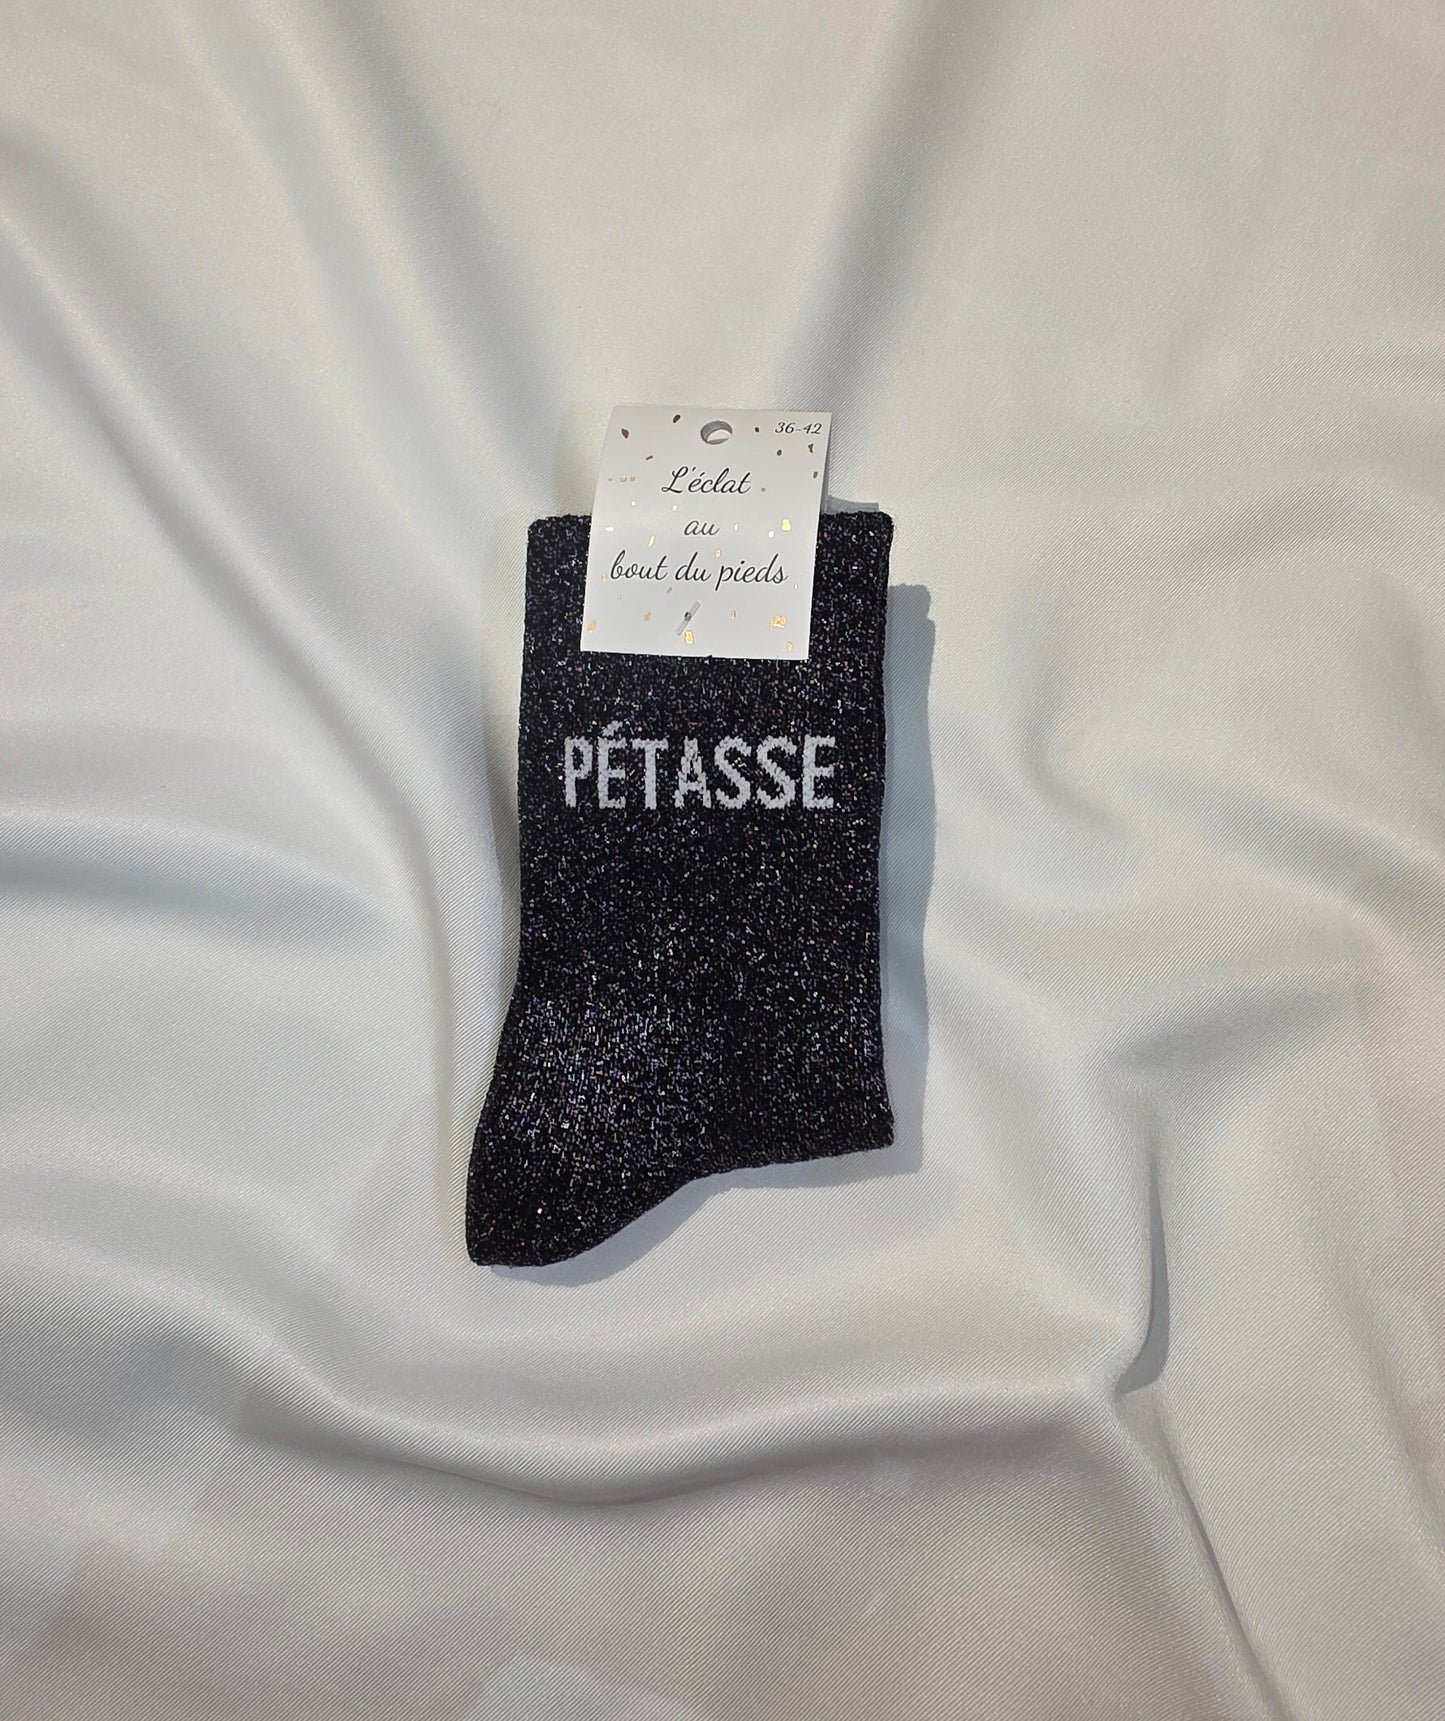 36-42
L'éclat
au
bout du pieds
PÉTASSE